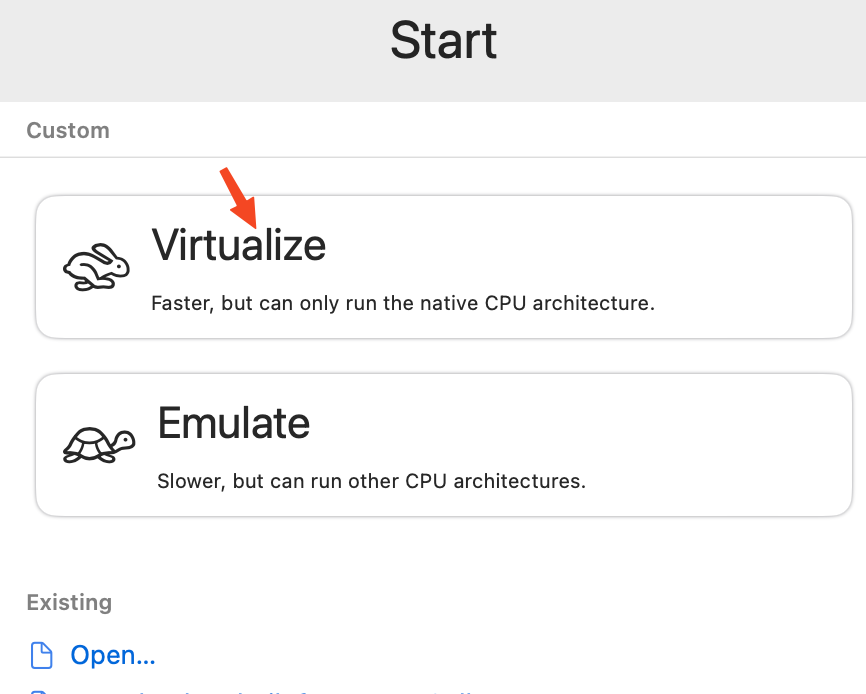 Start
Custom
Virtualize
Faster, but can only run the native CPU architecture.
Emulate
Slower, but can run other CPU architectures.
Existing
Open...